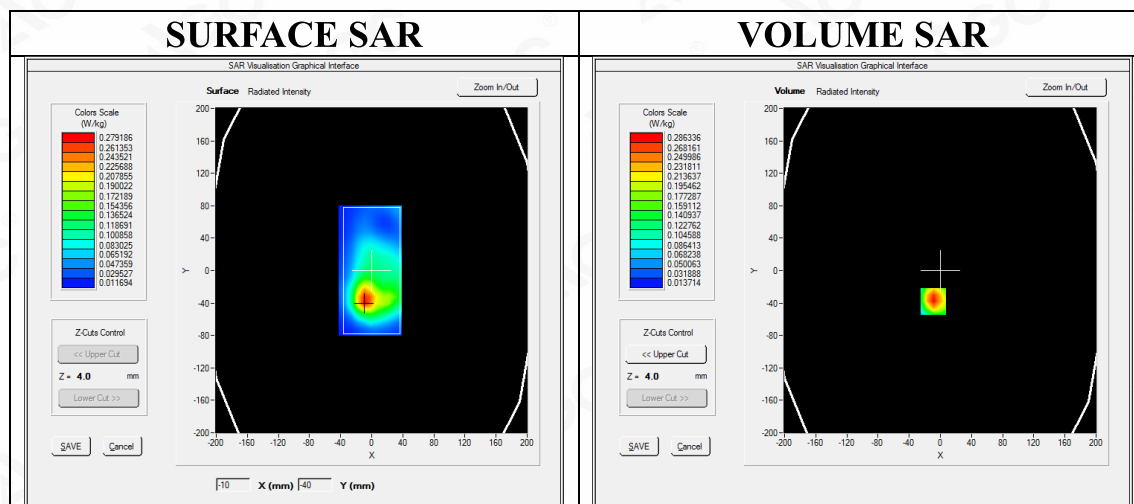 SURFACE SAR
SAR Visualisation Graphical Interface
Surface Radiated Intensity
Zoom In/Out
Colors Scale
(W/kg)
0.279186
0.261353
0.243521
0.225688
0.207855
0.190022
0.172189
0.154356
0.136524
0.118691
0.100858
0.083025
0.065192
0.047359
0.029527
0.011694
Z-Cuts Control
<< Upper Cut
Z = 4.0 mm
Lower Cut >>
SAVE Cancel
200
160
120
80
40
0
-40
-80
-120
-160
-200
Y
-200 -160 -120 -80 -40 0 40 80 120 160 200
X
-10 X (mm) -40 Y (mm)
VOLUME SAR
SAR Visualisation Graphical Interface
Volume Radiated Intensity
Zoom In/Out
Colors Scale
(W/kg)
0.286336
0.268161
0.249986
0.231811
0.213637
0.195462
0.177287
0.159112
0.140937
0.122762
0.104588
0.086413
0.068238
0.050063
0.031888
0.013714
Z-Cuts Control
<< Upper Cut
Z = 4.0 mm
Lower Cut >>
SAVE Cancel
200
160
120
80
40
0
-40
-80
-120
-160
-200
Y
-200 -160 -120 -80 -40 0 40 80 120 160 200
X